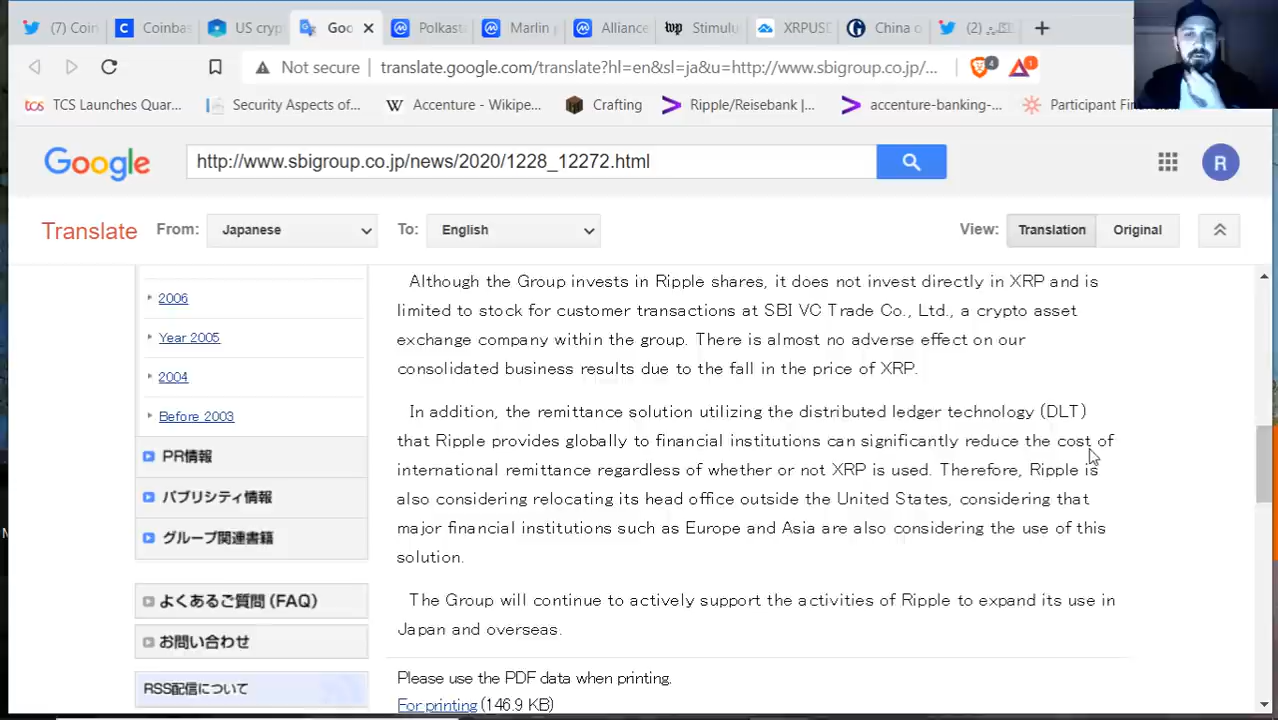 (7) Coin
Coinbas
US cryp
Goo
Polkast
Marlin
Alliance
Stimulu
XRPUSD
China o
(2)
Not secure
translate.google.com/translate?hl=en&sl=ja&u=http://www.sbigroup.co.jp/...
4
1
tcs TCS Launches Quar...
Security Aspects of...
W Accenture - Wikipe...
Crafting
Ripple/Reisebank |...
accenture-banking-...
Participant Financ
Google
http://www.sbigroup.co.jp/news/2020/1228_12272.html
R
Translate
From:
Japanese
To:
English
View:
Translation
Original
2006
Year 2005
2004
Before 2003
PR情報
パブリシティ情報
グループ関連書籍
よくあるご質問 (FAQ)
お問い合わせ
RSS配信について
Although the Group invests in Ripple shares, it does not invest directly in XRP and is
limited to stock for customer transactions at SBI VC Trade Co., Ltd., a crypto asset
exchange company within the group. There is almost no adverse effect on our
consolidated business results due to the fall in the price of XRP.
In addition, the remittance solution utilizing the distributed ledger technology (DLT)
that Ripple provides globally to financial institutions can significantly reduce the cost of
international remittance regardless of whether or not XRP is used. Therefore, Ripple is
also considering relocating its head office outside the United States, considering that
major financial institutions such as Europe and Asia are also considering the use of this
solution.
The Group will continue to actively support the activities of Ripple to expand its use in
Japan and overseas.
Please use the PDF data when printing.
For printing (146.9 KB)